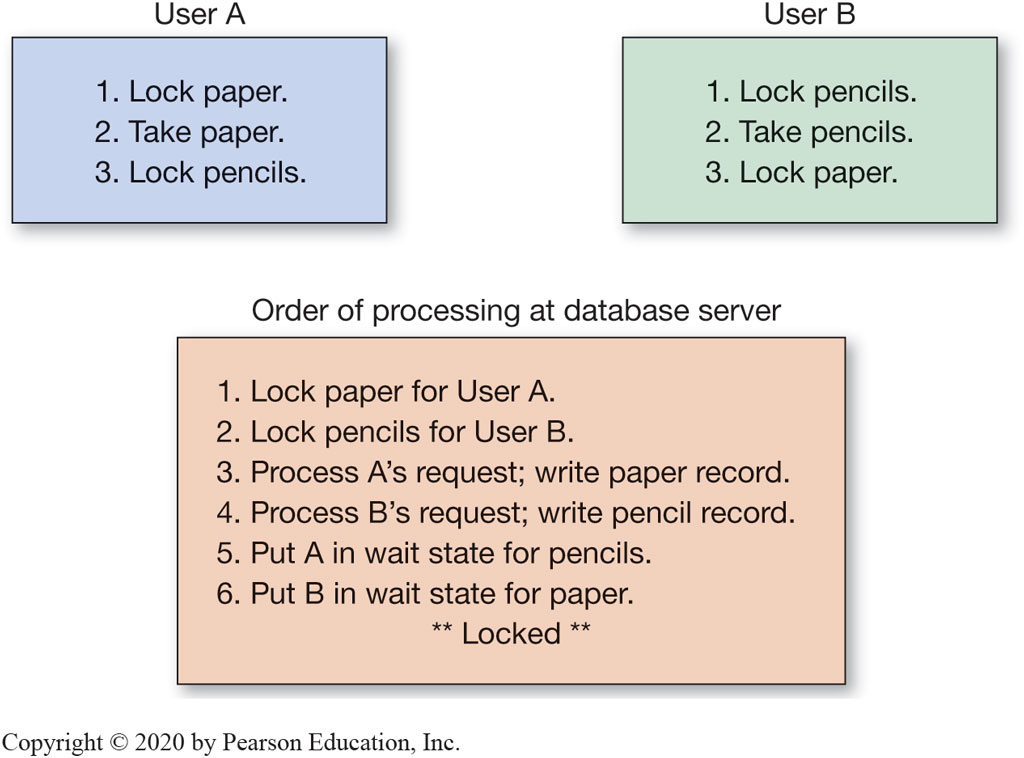 User A
1. Lock paper.
2. Take paper.
3. Lock pencils.
User B
1. Lock pencils.
2. Take pencils.
3. Lock paper.
Order of processing at database server
1. Lock paper for User A.
2. Lock pencils for User B.
3. Process A’s request; write paper record.
4. Process B’s request; write pencil record.
5. Put A in wait state for pencils.
6. Put B in wait state for paper.
** Locked **
Copyright © 2020 by Pearson Education, Inc.